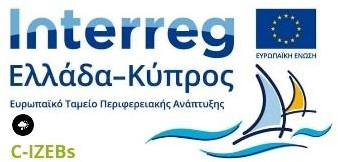 Interreg
ΕΥΡΩΠΑΪΚΗ ΕΝΩΣΗ
Ελλάδα-Κύπρος
Ευρωπαϊκό Ταμείο Περιφερειακής Ανάπτυξης
C-IZEBs